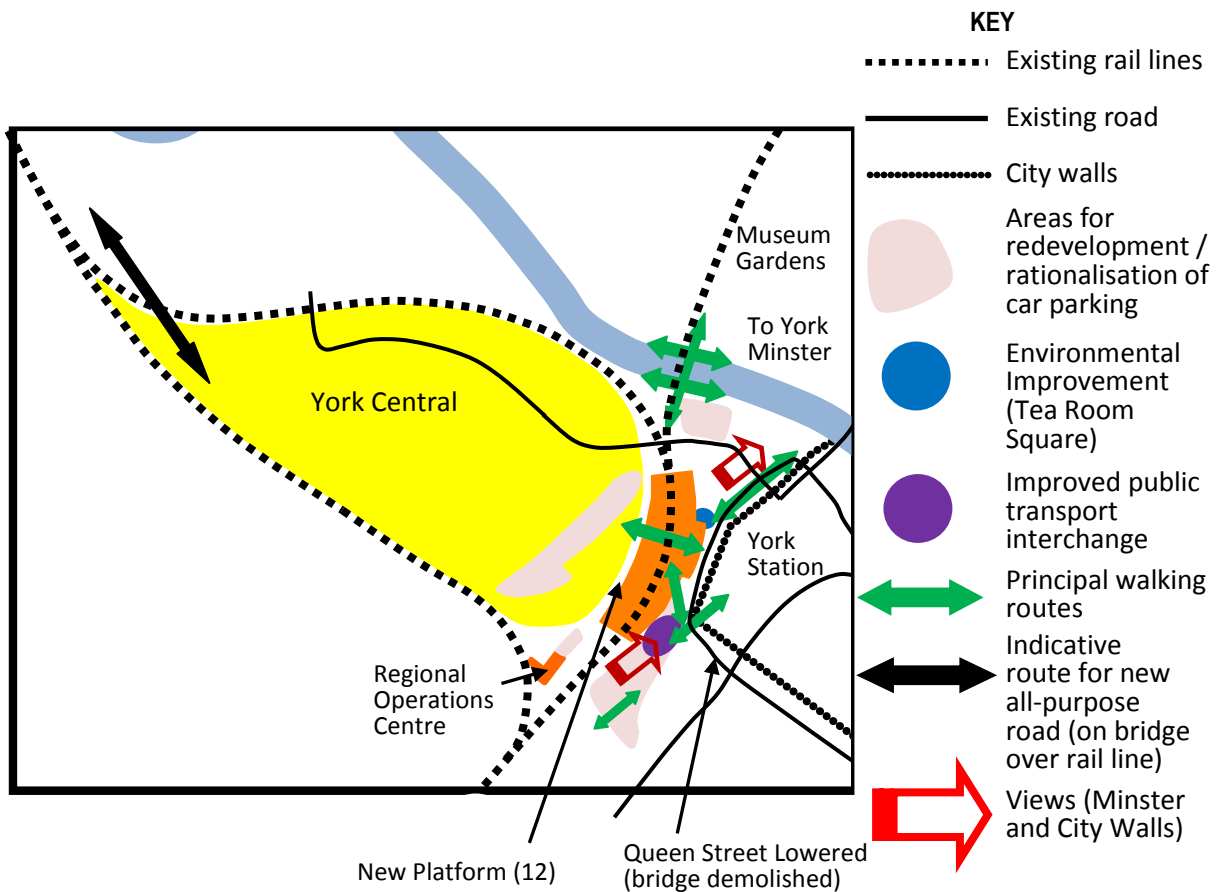 KEY
Existing rail lines
Existing road
City walls
Areas for
redevelopment /
rationalisation of
car parking
Environmental
Improvement
(Tea Room
Square)
Improved public
transport
interchange
Principal walking
routes
Indicative
route for new
all-purpose
road (on bridge
over rail line)
Views (Minster
and City Walls)
Museum
Gardens
To York
Minster
York Central
York
Station
Regional
Operations
Centre
New Platform (12)
Queen Street Lowered
(bridge demolished)